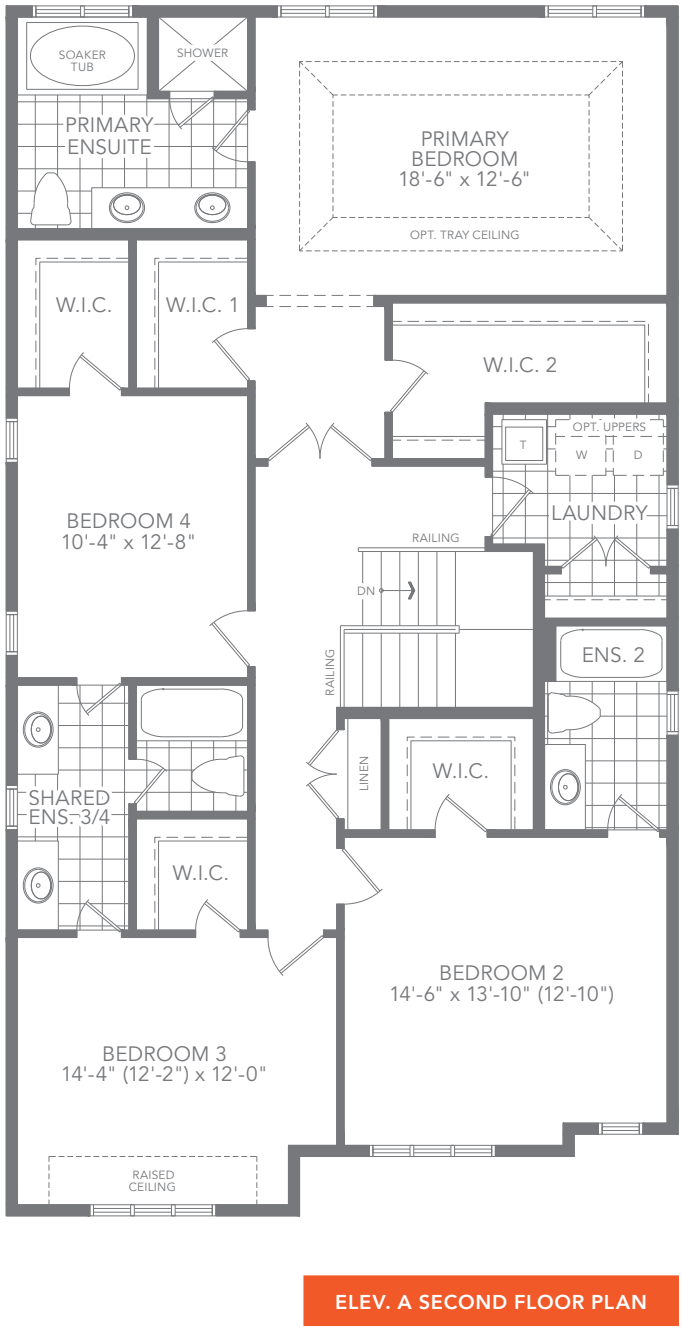 SOAKER
TUB
SHOWER
PRIMARY
ENSUITE
PRIMARY
BEDROOM
18'-6" x 12'-6"
OPT. TRAY CEILING
W.I.C.
W.I.C. 1
W.I.C. 2
OPT. UPPERS
T
W
D
LAUNDRY
BEDROOM 4
10'-4" x 12'-8"
RAILING
DN
RAILING
ENS. 2
LINEN
W.I.C.
SHARED
ENS. 3/4
W.I.C.
BEDROOM 2
14'-6" x 13'-10" (12'-10")
BEDROOM 3
14'-4" (12'-2") x 12'-0"
RAISED
CEILING
ELEV. A SECOND FLOOR PLAN